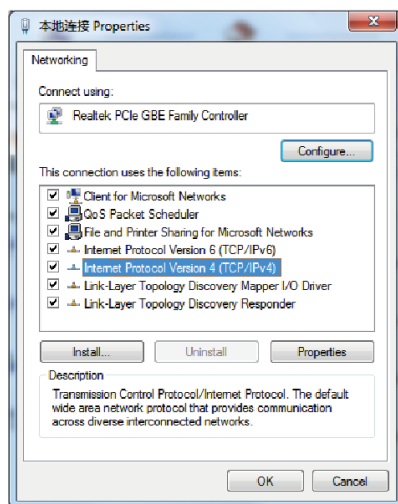 本地连接 Properties
Networking
Connect using:
Realtek PCIe GBE Family Controller
Configure...
This connection uses the following items:
Client for Microsoft Networks
QoS Packet Scheduler
File and Printer Sharing for Microsoft Networks
Internet Protocol Version 6 (TCP/IPv6)
Internet Protocol Version 4 (TCP/IPv4)
Link-Layer Topology Discovery Mapper I/O Driver
Link-Layer Topology Discovery Responder
Install... Uninstall Properties
Description
Transmission Control Protocol/Internet Protocol. The default
wide area network protocol that provides communication
across diverse interconnected networks.
OK Cancel